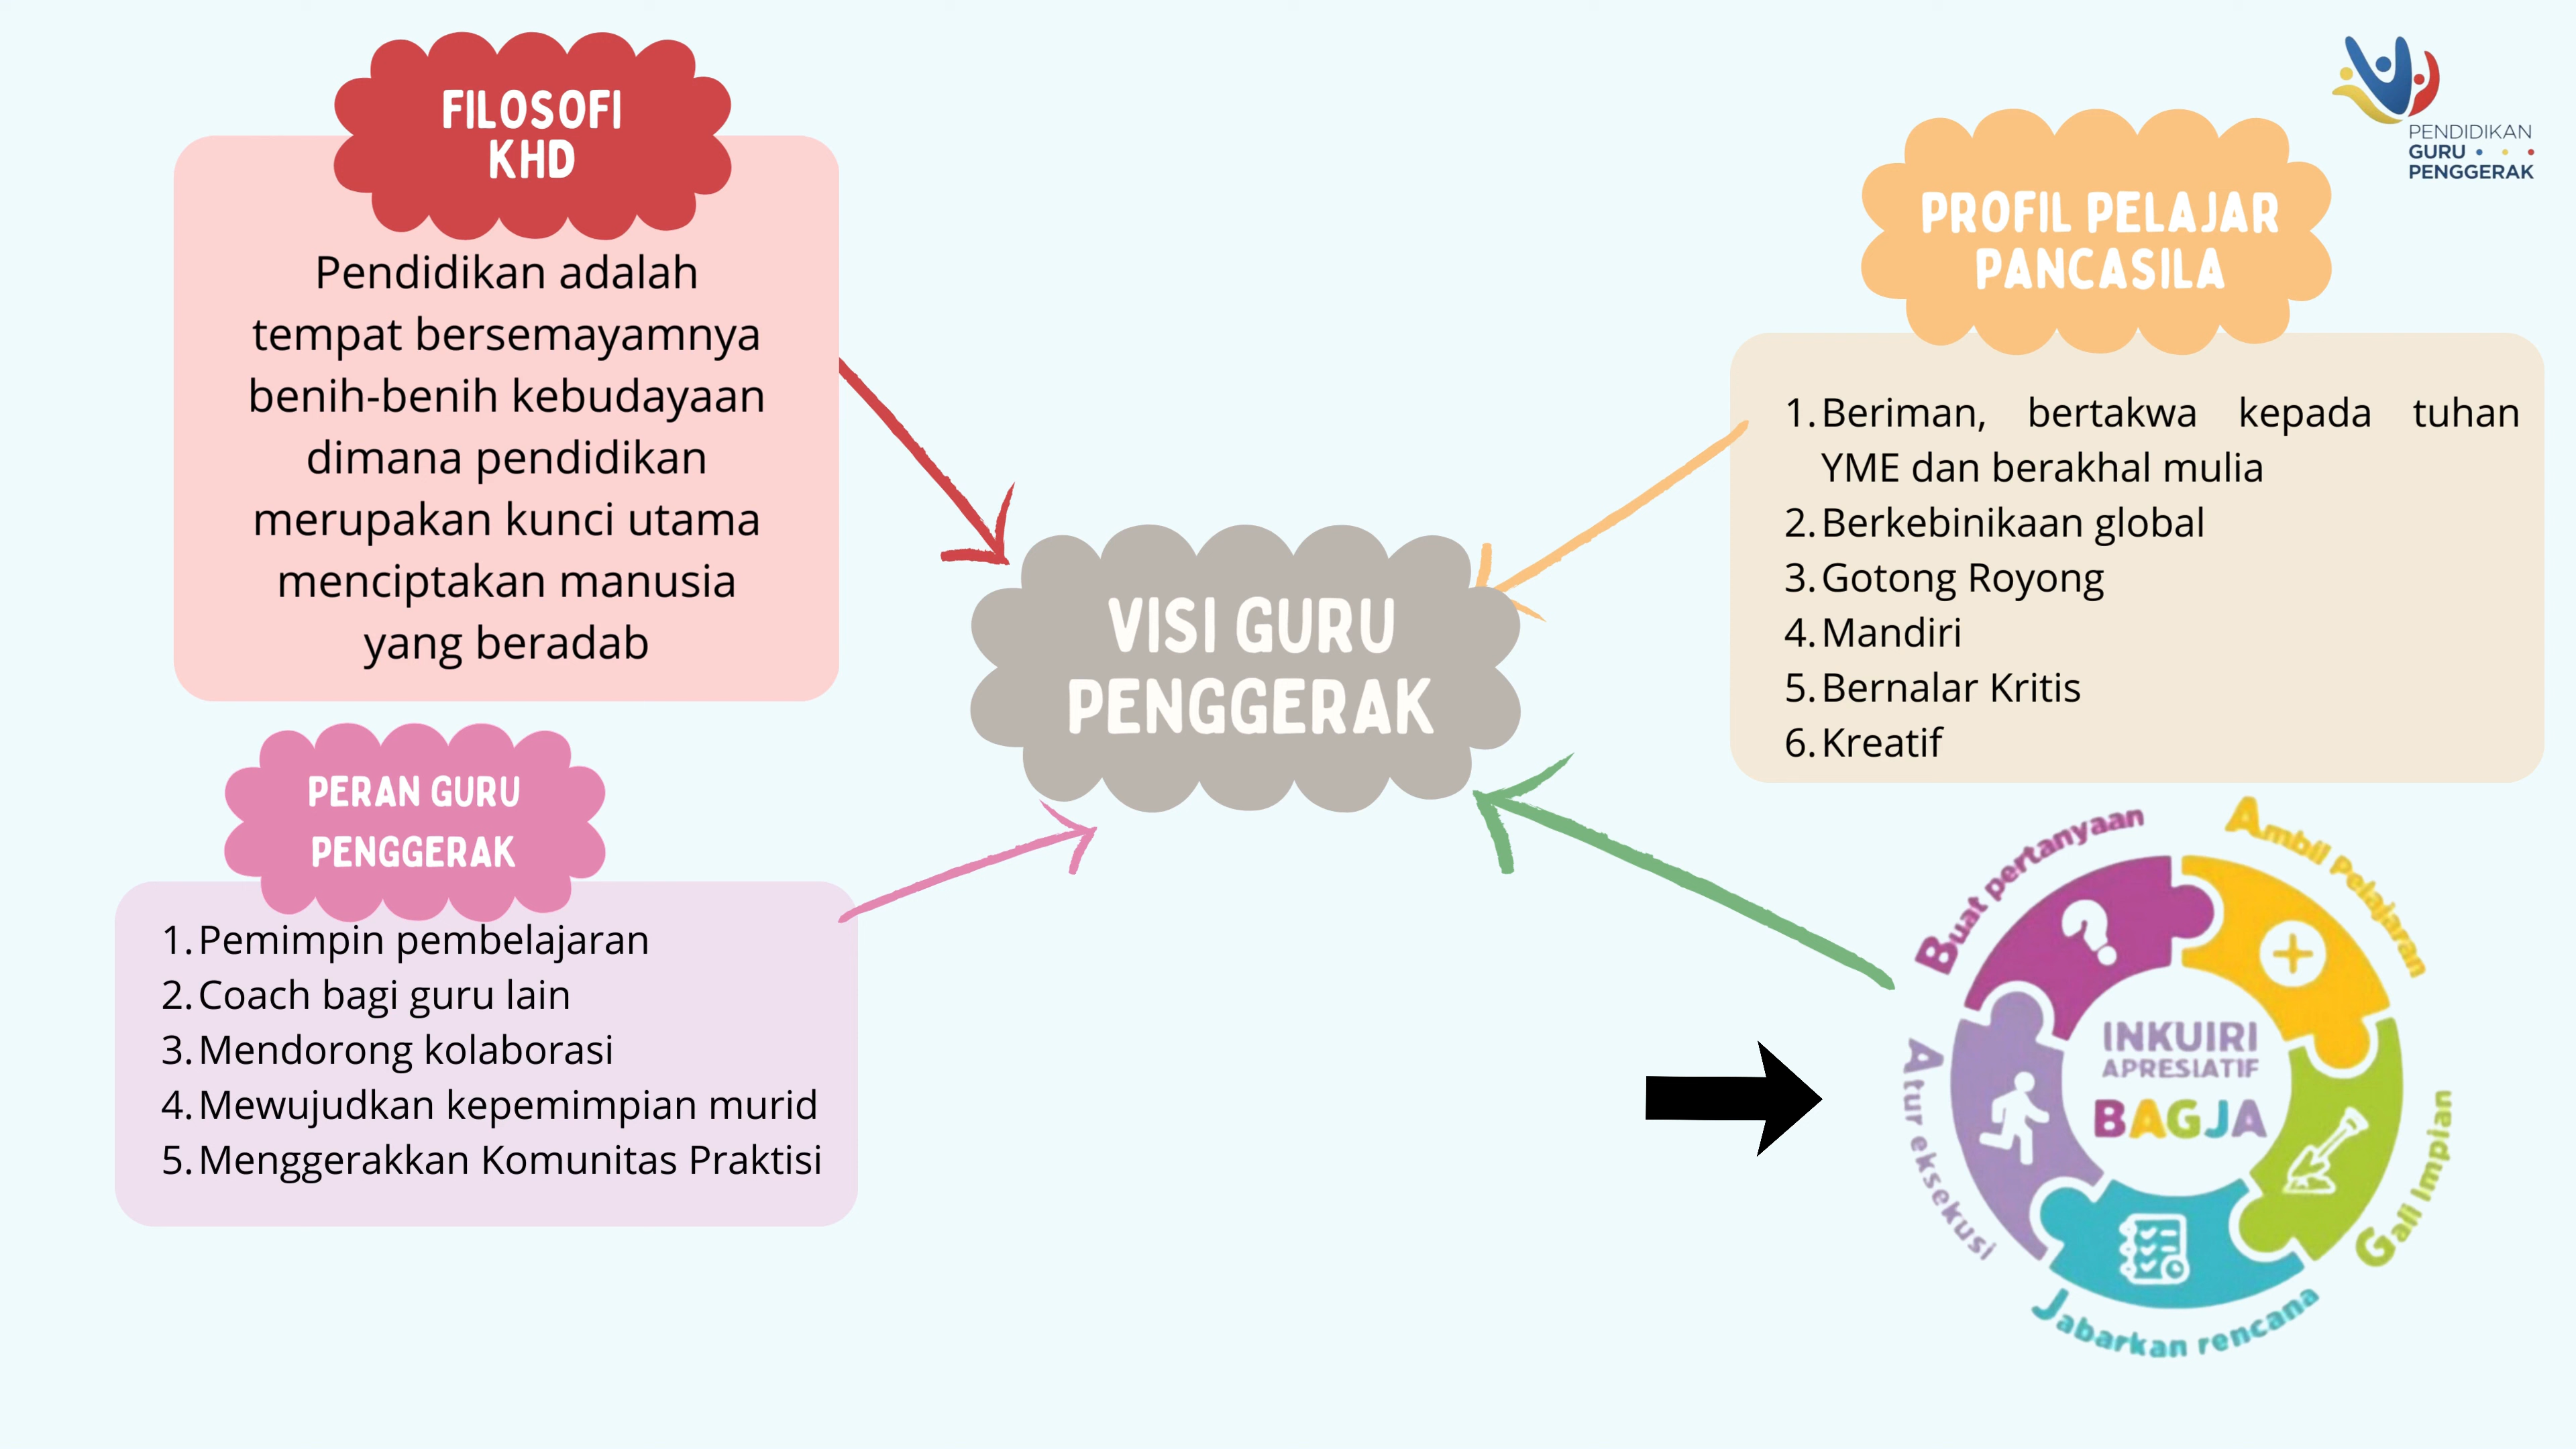 FILOSOFI
KHD
Pendidikan adalah
tempat bersemayamnya
benih-benih kebudayaan
dimana pendidikan
merupakan kunci utama
menciptakan manusia
yang beradab
PERAN GURU
PENGGERAK
1. Pemimpin pembelajaran
2. Coach bagi guru lain
3. Mendorong kolaborasi
4. Mewujudkan kepemimpian murid
5. Menggerakkan Komunitas Praktisi
VISI GURU
PENGGERAK
PENDIDIKAN
GURU
PENGGERAK
PROFIL PELAJAR
PANCASILA
1. Beriman, bertakwa kepada tuhan
YME dan berakhal mulia
2. Berkebinikaan global
3. Gotong Royong
4. Mandiri
5. Bernalar Kritis
6. Kreatif
Buat pertanyaan
Ambil Pelajaran
Gali Impian
Jabarkan rencana
Atur eksekusi
INKUIRI
APRESIATIF
BAGJA